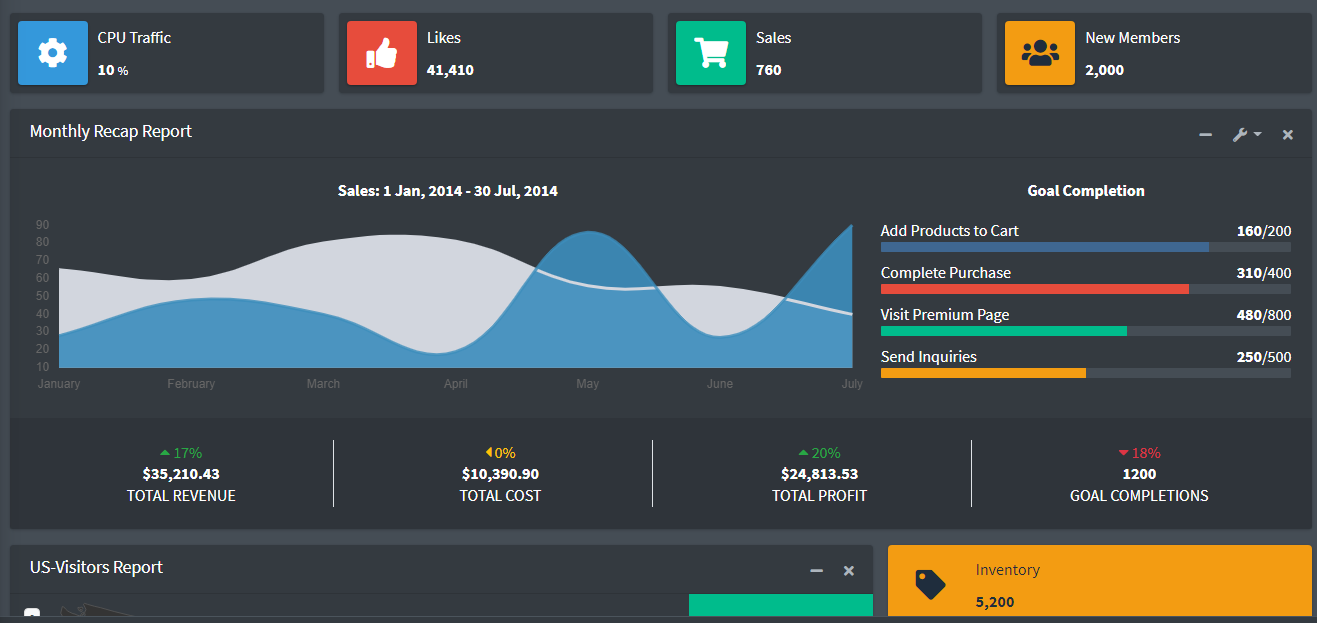 CPU Traffic
10 %
Likes
41,410
Sales
760
New Members
2,000
Monthly Recap Report
Sales: 1 Jan, 2014 - 30 Jul, 2014
90
80
70
60
50
40
30
20
10
January February March April May June July
Goal Completion
Add Products to Cart 160/200
Complete Purchase 310/400
Visit Premium Page 480/800
Send Inquiries 250/500
17%
$35,210.43
TOTAL REVENUE
0%
$10,390.90
TOTAL COST
20%
$24,813.53
TOTAL PROFIT
18%
1200
GOAL COMPLETIONS
US-Visitors Report
Inventory
5,200